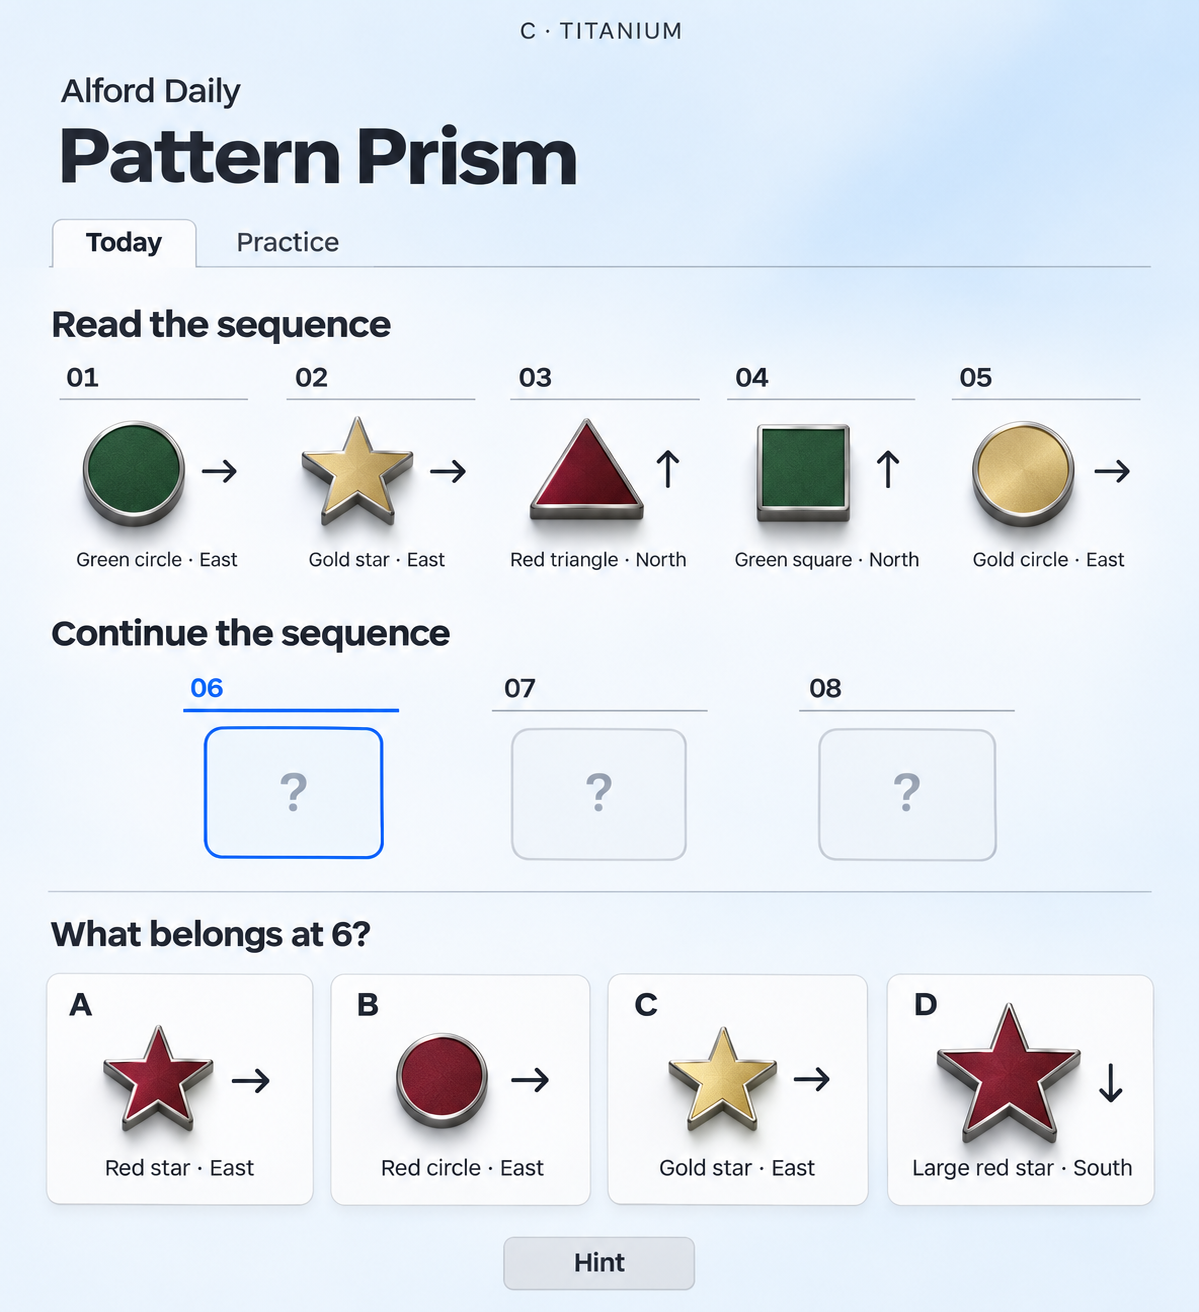 C · TITANIUM
Alford Daily
Pattern Prism
Today Practice
Read the sequence
01 02 03 04 05
→ → ↑ ↑ →
Green circle · East Gold star · East Red triangle · North Green square · North Gold circle · East
Continue the sequence
06 07 08
? ? ?
What belongs at 6?
A B C D
→ → → ↓
Red star · East Red circle · East Gold star · East Large red star · South
Hint